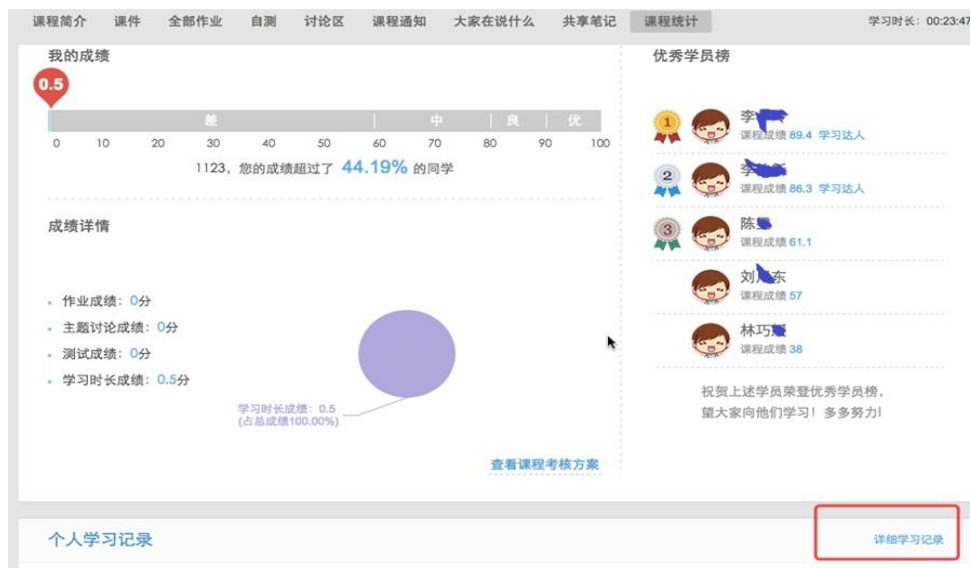 课程简介 课件 全部作业 自测 讨论区 课程通知 大家在说什么 共享笔记 课程统计 学习时长：00:23:47
我的成绩
0.5
差 中 良 优
0 10 20 30 40 50 60 70 80 90 100
1123，您的成绩超过了 44.19% 的同学
成绩详情
作业成绩：0分
主题讨论成绩：0分
测试成绩：0分
学习时长成绩：0.5分
学习时长成绩：0.5
(占总成绩100.00%)
查看课程考核方案
优秀学员榜
1 李
课程成绩 89.4 学习达人
2 李
课程成绩 86.3 学习达人
3 陈
课程成绩 61.1
刘 东
课程成绩 57
林巧
课程成绩 38
祝贺上述学员荣登优秀学员榜，
望大家向他们学习！多多努力！
个人学习记录 详细学习记录